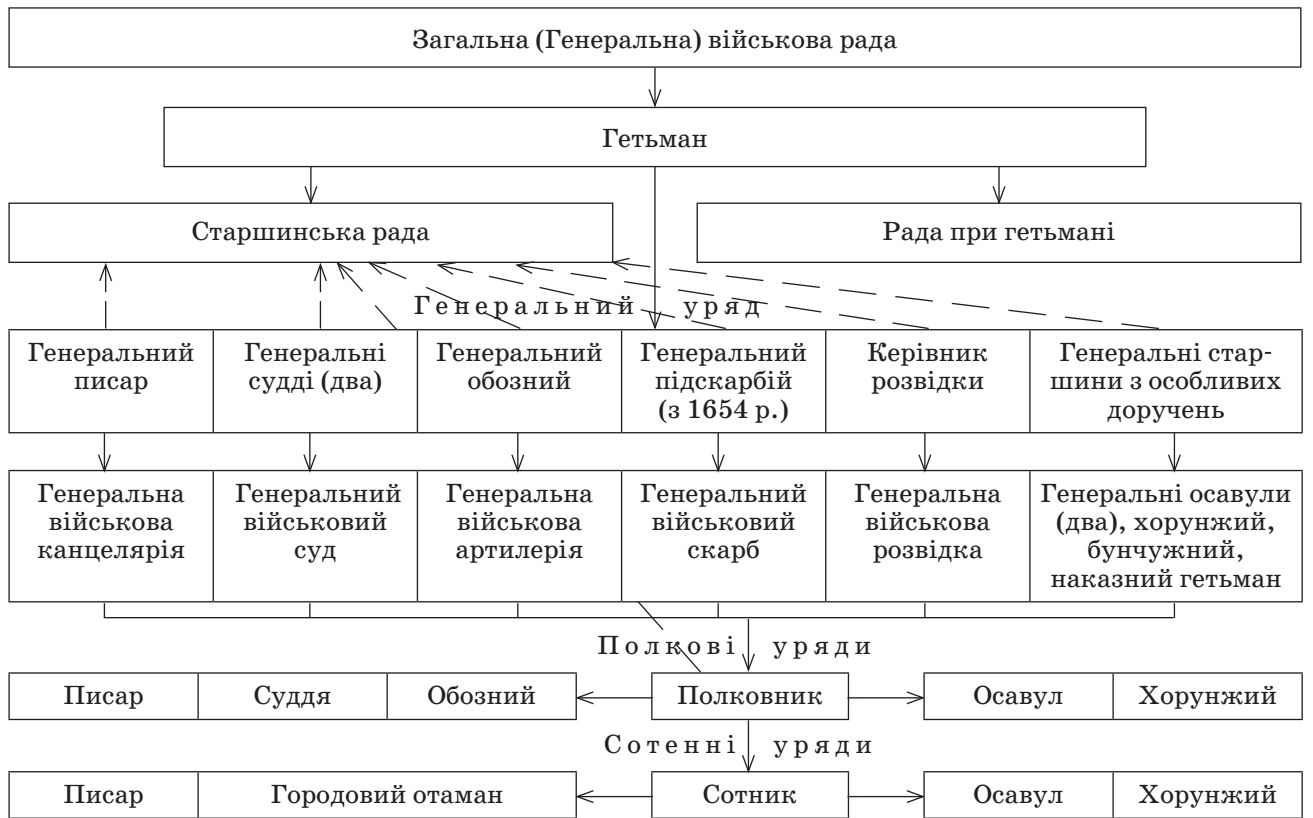 Загальна (Генеральна) військова рада
Гетьман
Старшинська рада
Рада при гетьмані
Генеральний уряд
Генеральний
писар
Генеральні
судді (два)
Генеральний
обозний
Генеральний
підскарбій
(з 1654 р.)
Керівник
розвідки
Генеральні стар-
шини з особливих
доручень
Генеральна
військова
канцелярія
Генеральний
військовий
суд
Генеральна
військова
артилерія
Генеральний
військовий
скарб
Генеральна
військова
розвідка
Генеральні осавули
(два), хорунжий,
бунчужний,
наказний гетьман
Полкові уряди
Писар
Суддя
Обозний
Полковник
Осавул
Хорунжий
Сотенні уряди
Писар
Городовий отаман
Сотник
Осавул
Хорунжий